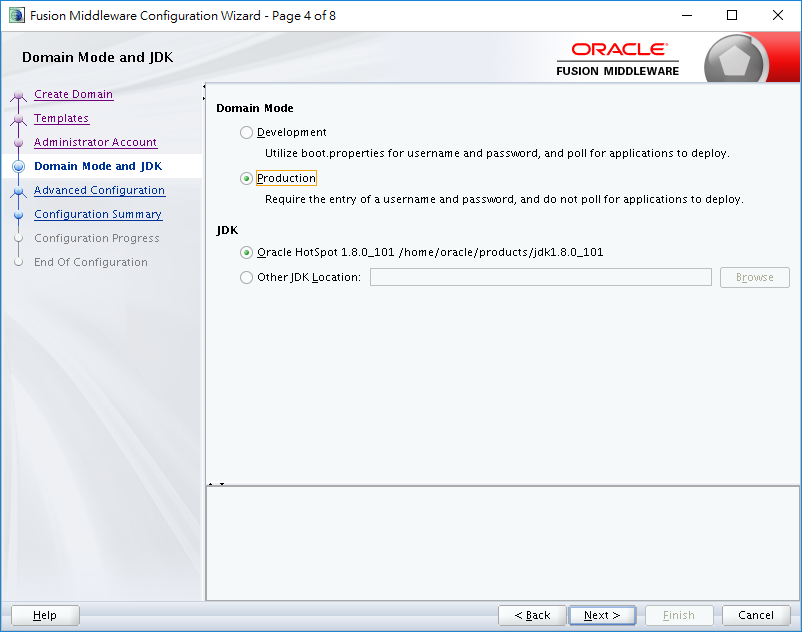 Fusion Middleware Configuration Wizard - Page 4 of 8
Domain Mode and JDK
ORACLE
FUSION MIDDLEWARE
Create Domain
Templates
Administrator Account
Domain Mode and JDK
Advanced Configuration
Configuration Summary
Configuration Progress
End Of Configuration
Domain Mode
Development
Utilize boot.properties for username and password, and poll for applications to deploy.
Production
Require the entry of a username and password, and do not poll for applications to deploy.
JDK
Oracle HotSpot 1.8.0_101 /home/oracle/products/jdk1.8.0_101
Other JDK Location:
Browse
Help
< Back
Next >
Finish
Cancel